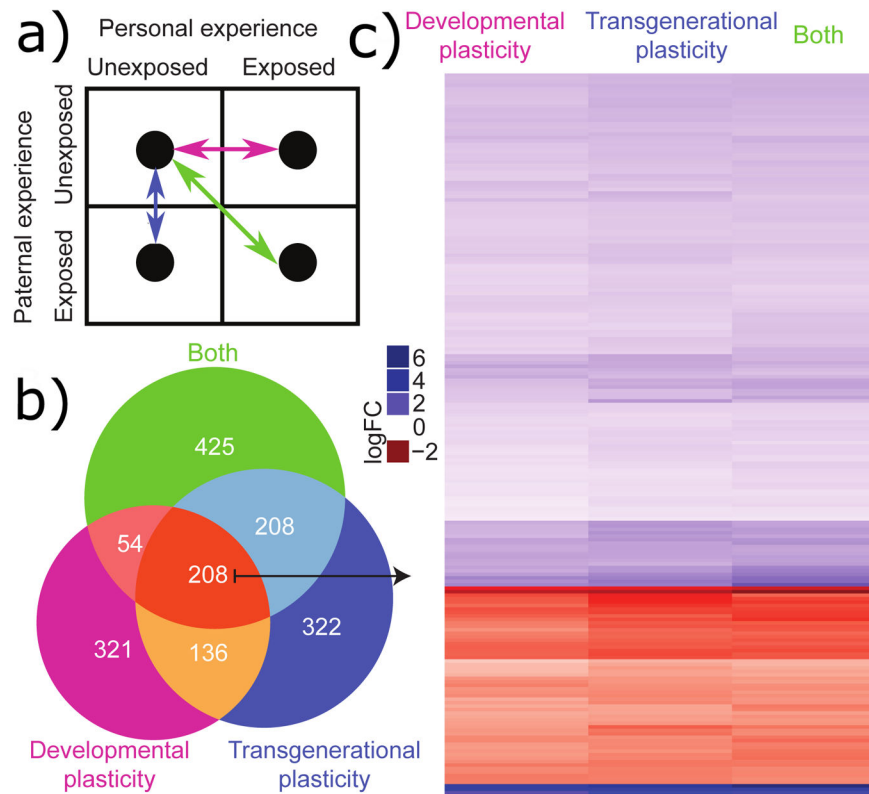 a)
Personal experience
Unexposed Exposed
Paternal experience
Unexposed
Exposed
b)
Both
425
54
208
208
321
136
322
Developmental
plasticity
Transgenerational
plasticity
logFC
6
4
2
0
−2
c)
Developmental
plasticity
Transgenerational
plasticity
Both